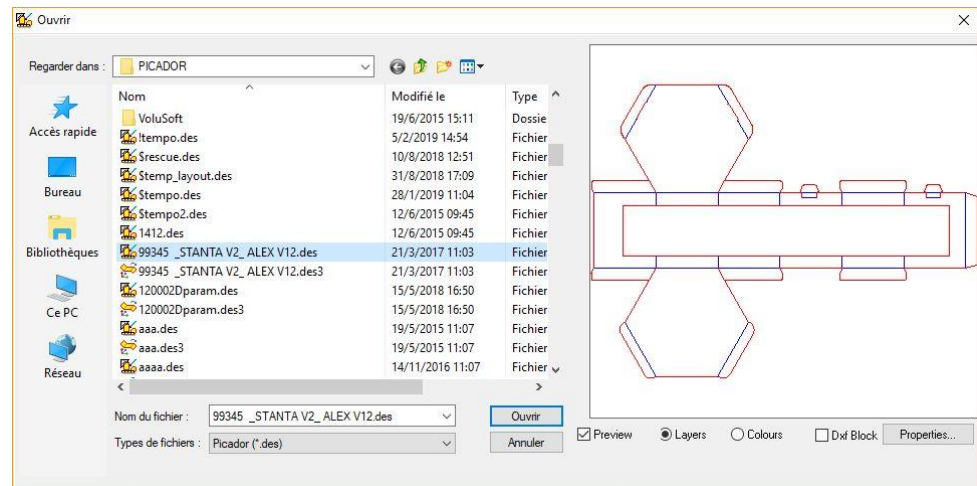 Ouvrir
Regarder dans : PICADOR
Nom Modifié le Type
VoluSoft 19/6/2015 15:11 Dossie
!tempo.des 5/2/2019 14:54 Fichier
$rescue.des 10/8/2018 12:51 Fichier
$temp_layout.des 31/8/2018 17:09 Fichier
$tempo.des 28/1/2019 11:04 Fichier
$tempo2.des 12/6/2015 09:45 Fichier
1412.des 12/6/2015 09:45 Fichier
99345 _STANTA V2_ ALEX V12.des 21/3/2017 11:03 Fichier
99345 _STANTA V2_ ALEX V12.des3 21/3/2017 11:03 Fichier
120002Dparam.des 15/5/2018 16:50 Fichier
120002Dparam.des3 15/5/2018 16:50 Fichier
aaa.des 19/5/2015 11:07 Fichier
aaa.des3 19/5/2015 11:07 Fichier
aaaa.des 14/11/2016 11:07 Fichier
Accès rapide
Bureau
Bibliothèques
Ce PC
Réseau
Nom du fichier : 99345 _STANTA V2_ ALEX V12.des Ouvrir
Types de fichiers : Picador (*.des) Annuler
Preview Layers Colours Dxf Block Properties...